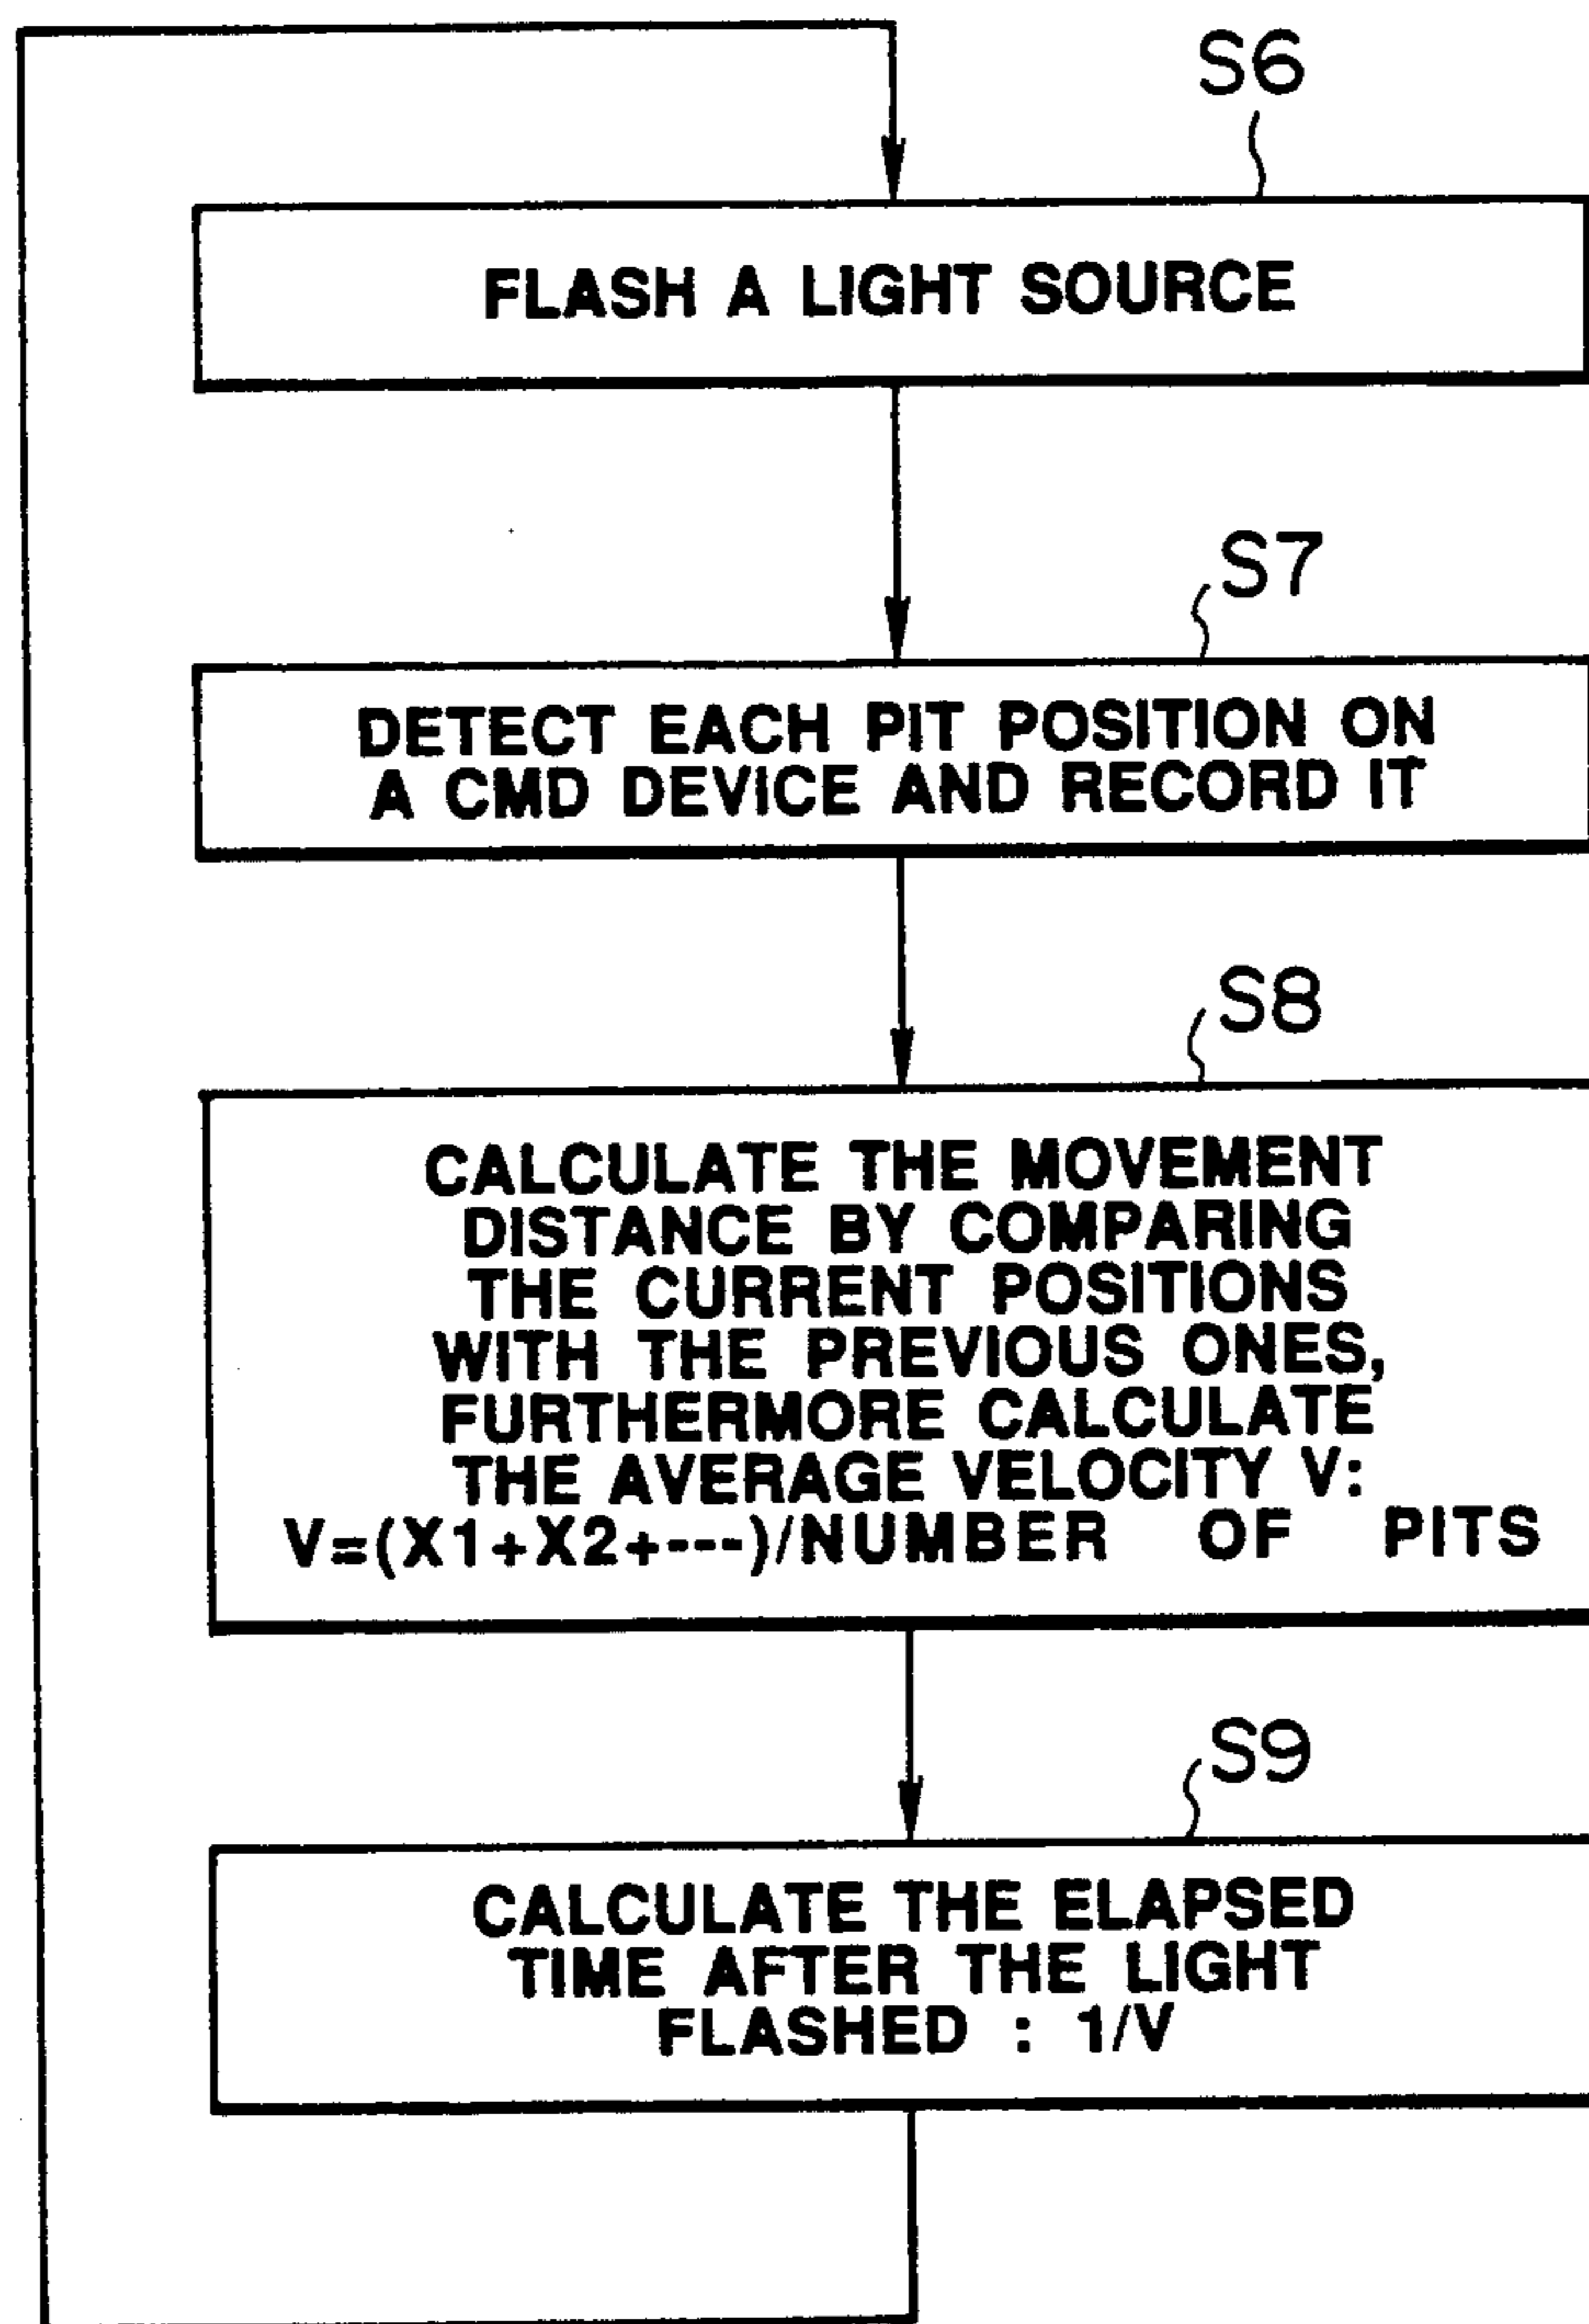 S6
FLASH A LIGHT SOURCE
S7
DETECT EACH PIT POSITION ON
A CMD DEVICE AND RECORD IT
S8
CALCULATE THE MOVEMENT
DISTANCE BY COMPARING
THE CURRENT POSITIONS
WITH THE PREVIOUS ONES,
FURTHERMORE CALCULATE
THE AVERAGE VELOCITY V:
V=(X1+X2+---)/NUMBER OF PITS
S9
CALCULATE THE ELAPSED
TIME AFTER THE LIGHT
FLASHED : 1/V